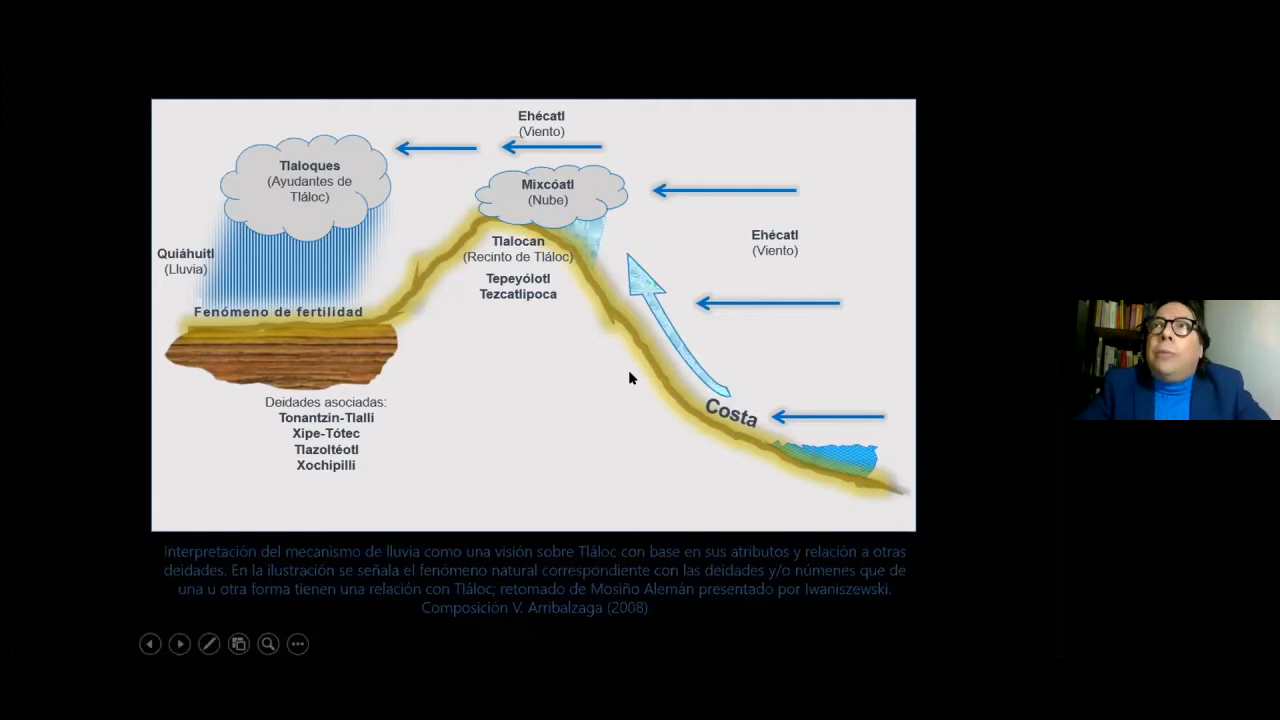 Ehécatl
(Viento)
Tlaloques
(Ayudantes de
Tláloc)
Mixcóatl
(Nube)
Ehécatl
(Viento)
Quiáhuitl
(Lluvia)
Tlalocan
(Recinto de Tláloc)
Tepeyólotl
Tezcatlipoca
Fenómeno de fertilidad
Costa
Deidades asociadas:
Tonantzin-Tlalli
Xipe-Tótec
Tlazoltéotl
Xochipilli
Interpretación del mecanismo de lluvia como una visión sobre Tláloc con base en sus atributos y relación a otras
deidades. En la ilustración se señala el fenómeno natural correspondiente con las deidades y/o númenes que de
una u otra forma tienen una relación con Tláloc; retomado de Mosiño Alemán presentado por Iwaniszewski.
Composición V. Arribalzaga (2008)